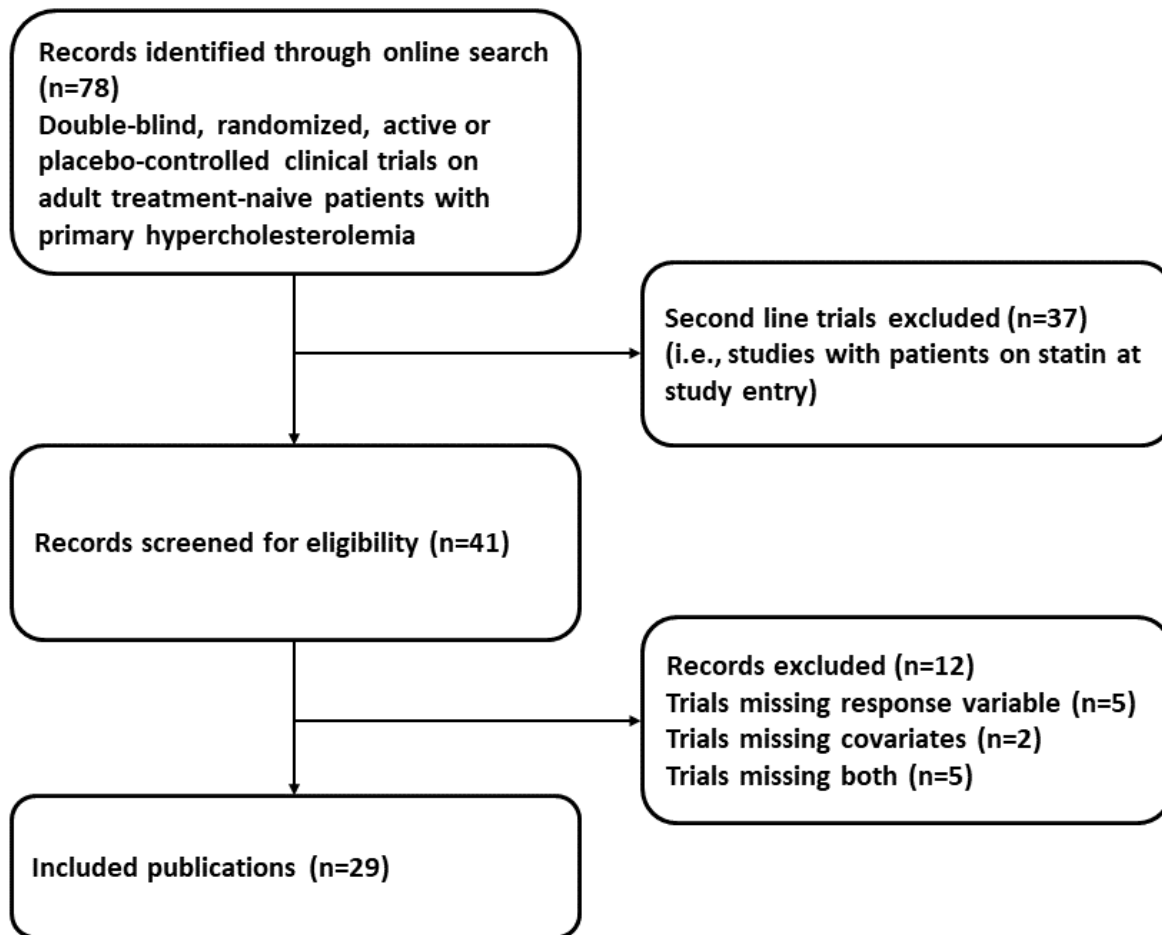 Records identified through online search
(n=78)
Double-blind, randomized, active or
placebo-controlled clinical trials on
adult treatment-naive patients with
primary hypercholesterolemia
Second line trials excluded (n=37)
(i.e., studies with patients on statin at
study entry)
Records screened for eligibility (n=41)
Records excluded (n=12)
Trials missing response variable (n=5)
Trials missing covariates (n=2)
Trials missing both (n=5)
Included publications (n=29)